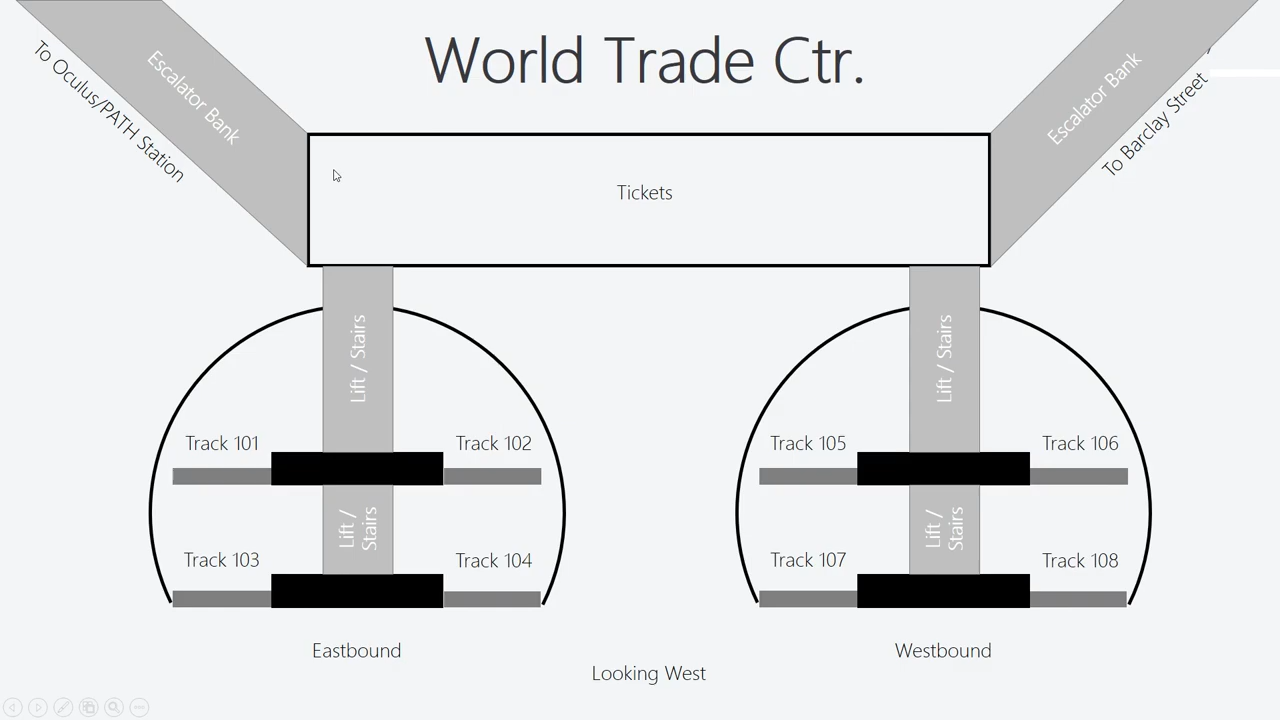 World Trade Ctr.
To Oculus/PATH Station
Escalator Bank
Escalator Bank
To Barclay Street
Tickets
Lift / Stairs
Lift / Stairs
Track 101
Track 102
Track 105
Track 106
Lift /
Stairs
Lift /
Stairs
Track 103
Track 104
Track 107
Track 108
Eastbound
Westbound
Looking West